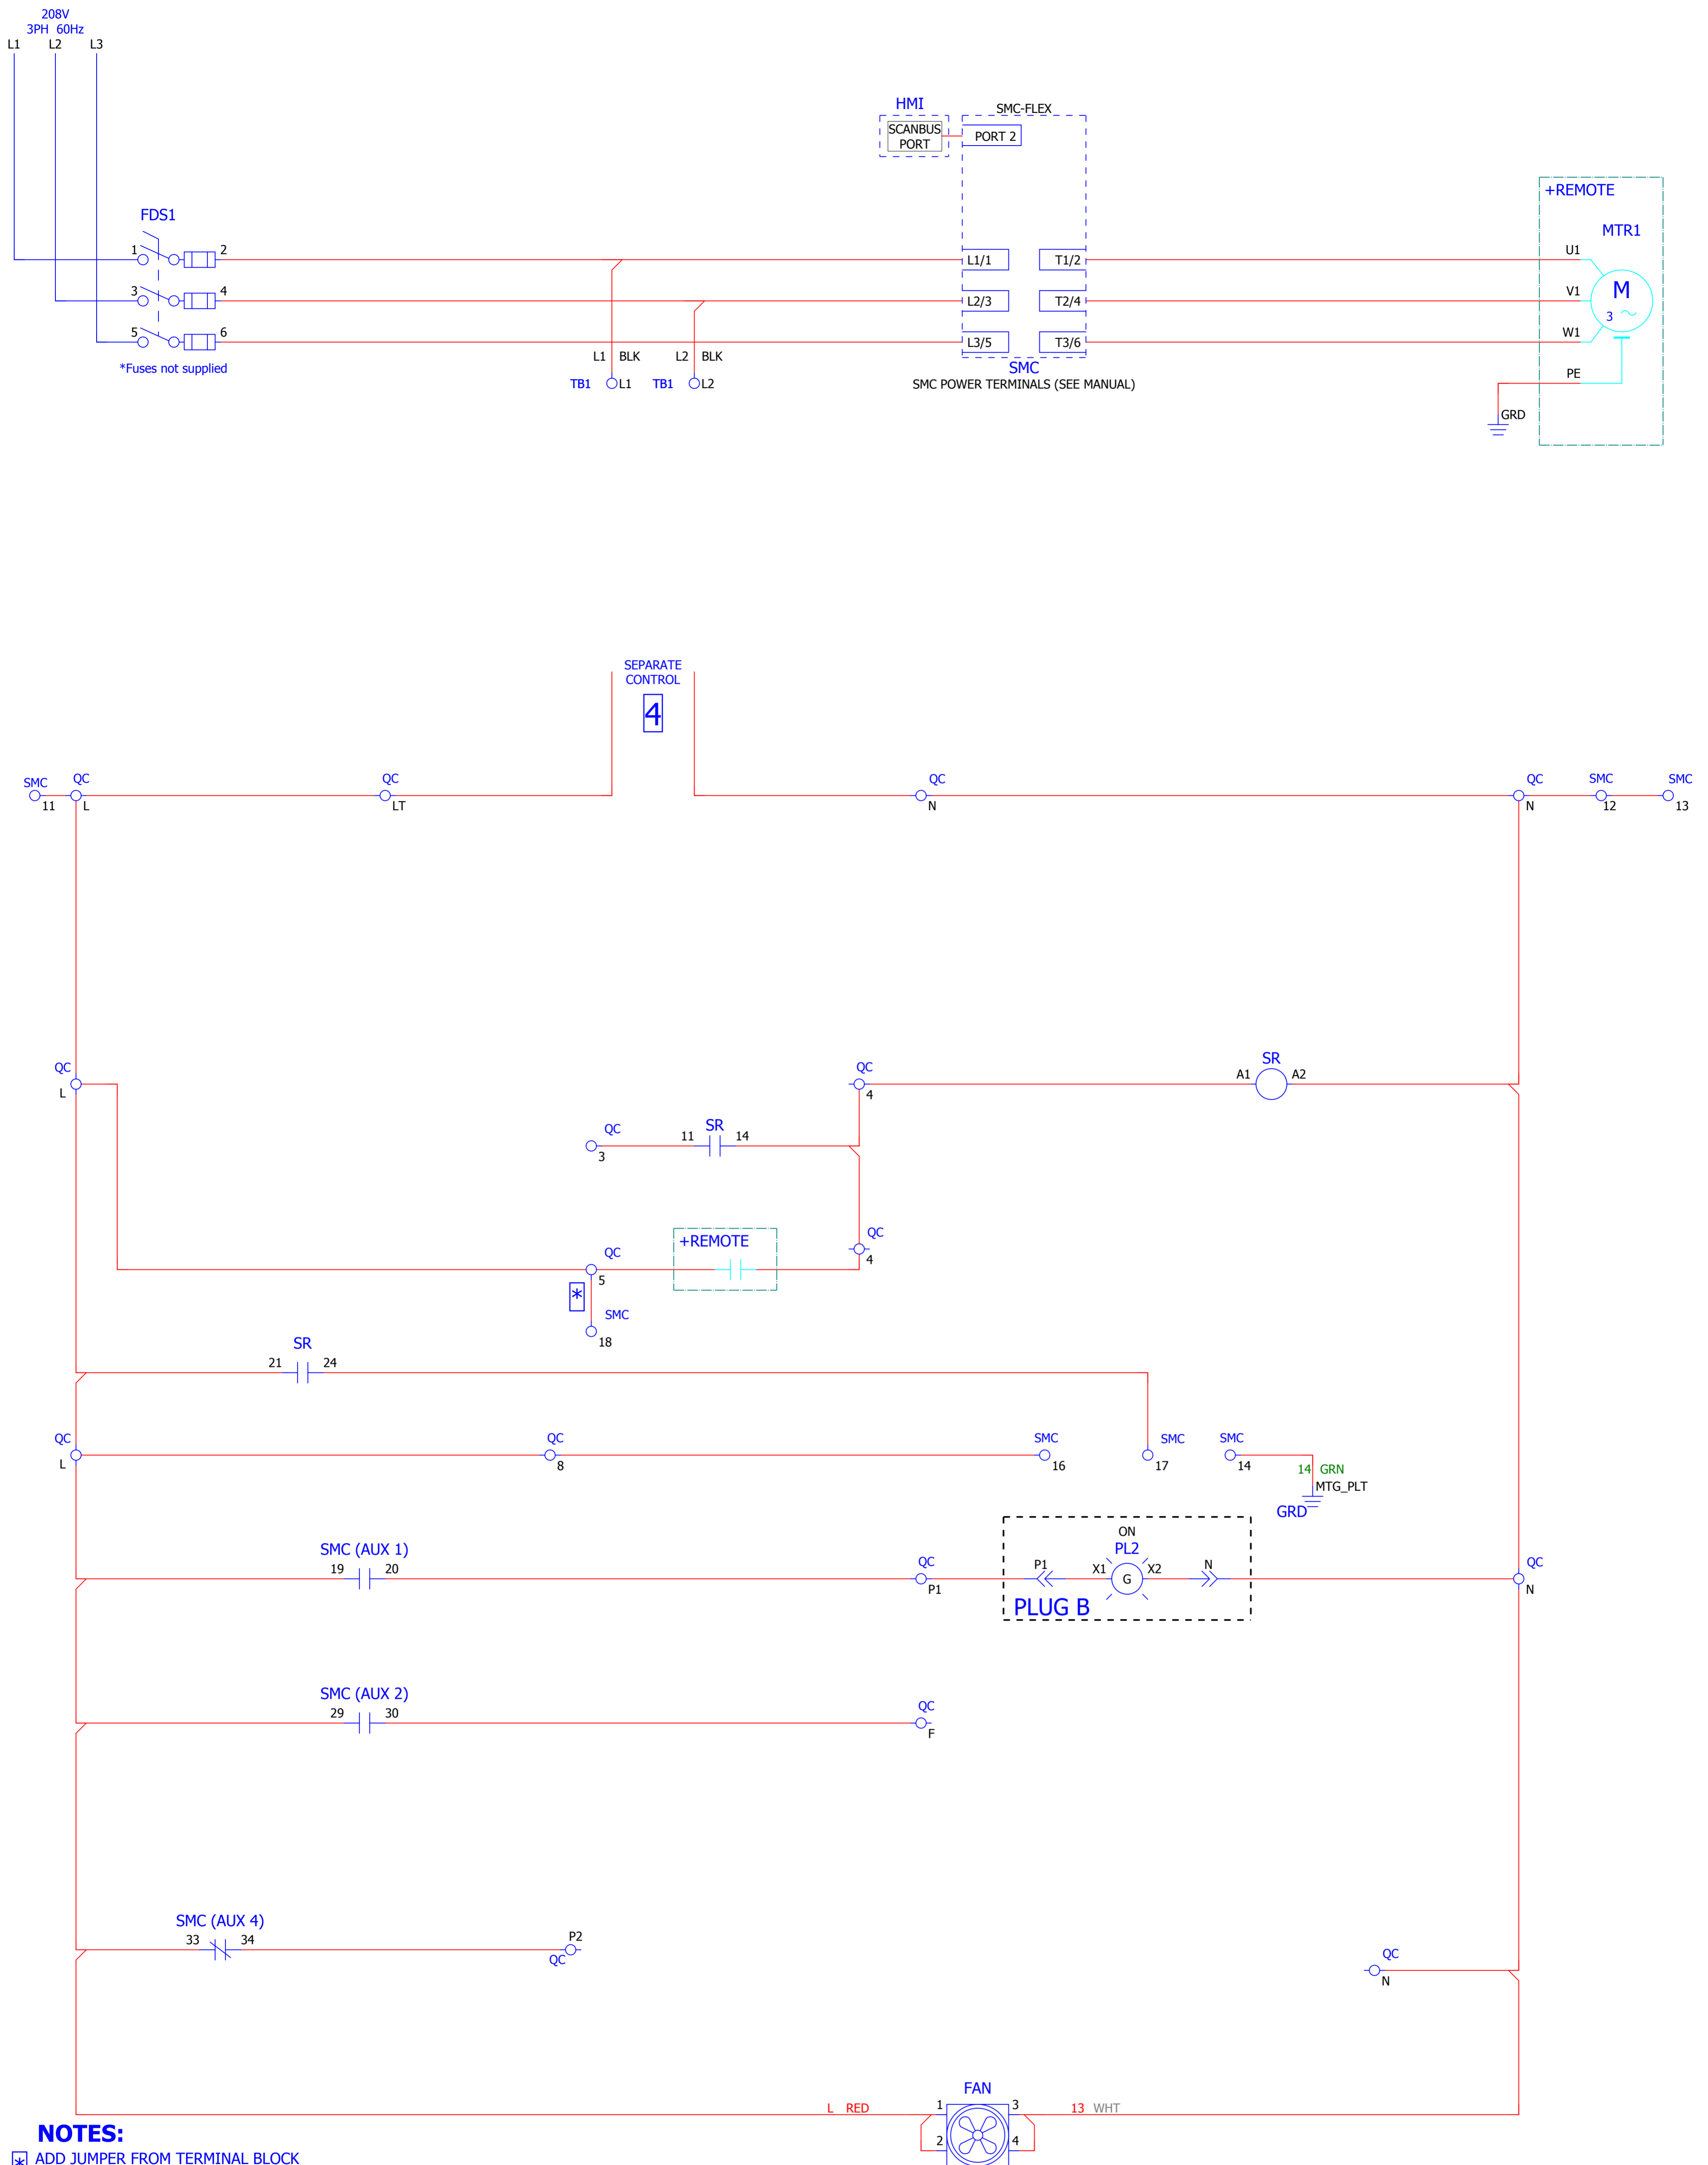 208V
3PH 60Hz
L1 L2 L3
HMI
SMC-FLEX
SCANBUS
PORT
PORT 2
+REMOTE
FDS1
MTR1
1 2
L1/1 T1/2
U1
3 4
L2/3 T2/4
V1
M
3
5 6
L3/5 T3/6
W1
*Fuses not supplied
L1 BLK L2 BLK
SMC
PE
TB1 L1 TB1 L2
SMC POWER TERMINALS (SEE MANUAL)
GRD
SEPARATE
CONTROL
4
SMC QC QC QC QC SMC SMC
11 L LT N N 12 13
QC QC SR
A1 A2
L 4
QC SR
11 14
3
QC +REMOTE QC
5 4
*
SMC
18
SR
21 24
QC QC SMC SMC SMC
L 8 16 17 14
14 GRN
MTG_PLT
GRD
ON
SMC (AUX 1) PL2
19 20 QC P1 X1 G X2 N QC
P1 N
PLUG B
SMC (AUX 2)
29 30 QC
F
SMC (AUX 4)
33 34 P2
QC
QC
N
FAN
L RED 1 3 13 WHT
2 4
NOTES:
* ADD JUMPER FROM TERMINAL BLOCK